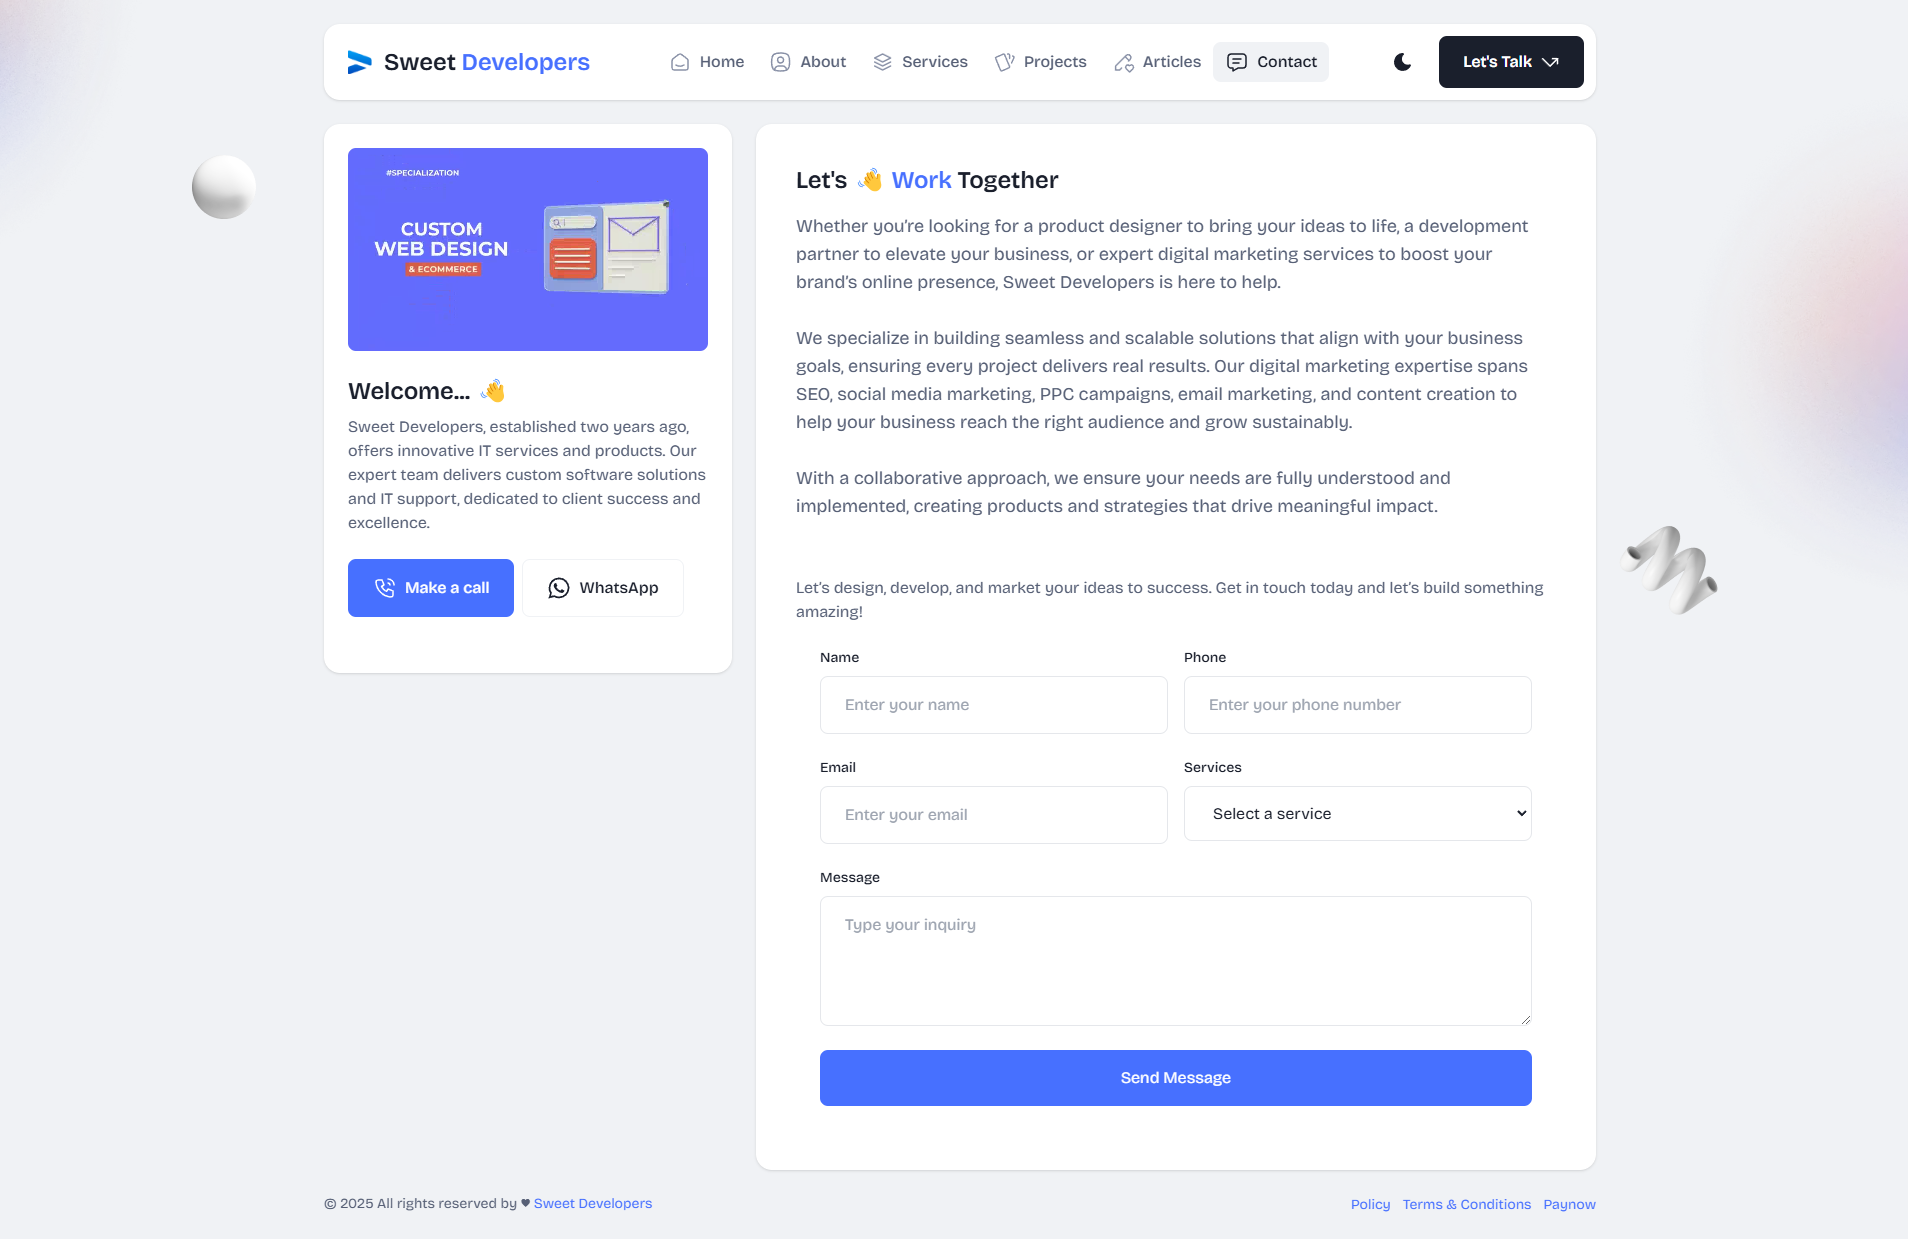 Sweet Developers
Home
About
Services
Projects
Articles
Contact
Let's Talk
#SPECIALIZATION
CUSTOM
WEB DESIGN
& ECOMMERCE
Welcome... 👋
Sweet Developers, established two years ago,
offers innovative IT services and products. Our
expert team delivers custom software solutions
and IT support, dedicated to client success and
excellence.
Make a call
WhatsApp
Let's 👋 Work Together
Whether you’re looking for a product designer to bring your ideas to life, a development
partner to elevate your business, or expert digital marketing services to boost your
brand’s online presence, Sweet Developers is here to help.
We specialize in building seamless and scalable solutions that align with your business
goals, ensuring every project delivers real results. Our digital marketing expertise spans
SEO, social media marketing, PPC campaigns, email marketing, and content creation to
help your business reach the right audience and grow sustainably.
With a collaborative approach, we ensure your needs are fully understood and
implemented, creating products and strategies that drive meaningful impact.
Let’s design, develop, and market your ideas to success. Get in touch today and let’s build something
amazing!
Name
Phone
Enter your name
Enter your phone number
Email
Services
Enter your email
Select a service
Message
Type your inquiry
Send Message
© 2025 All rights reserved by ♥ Sweet Developers
Policy
Terms & Conditions
Paynow